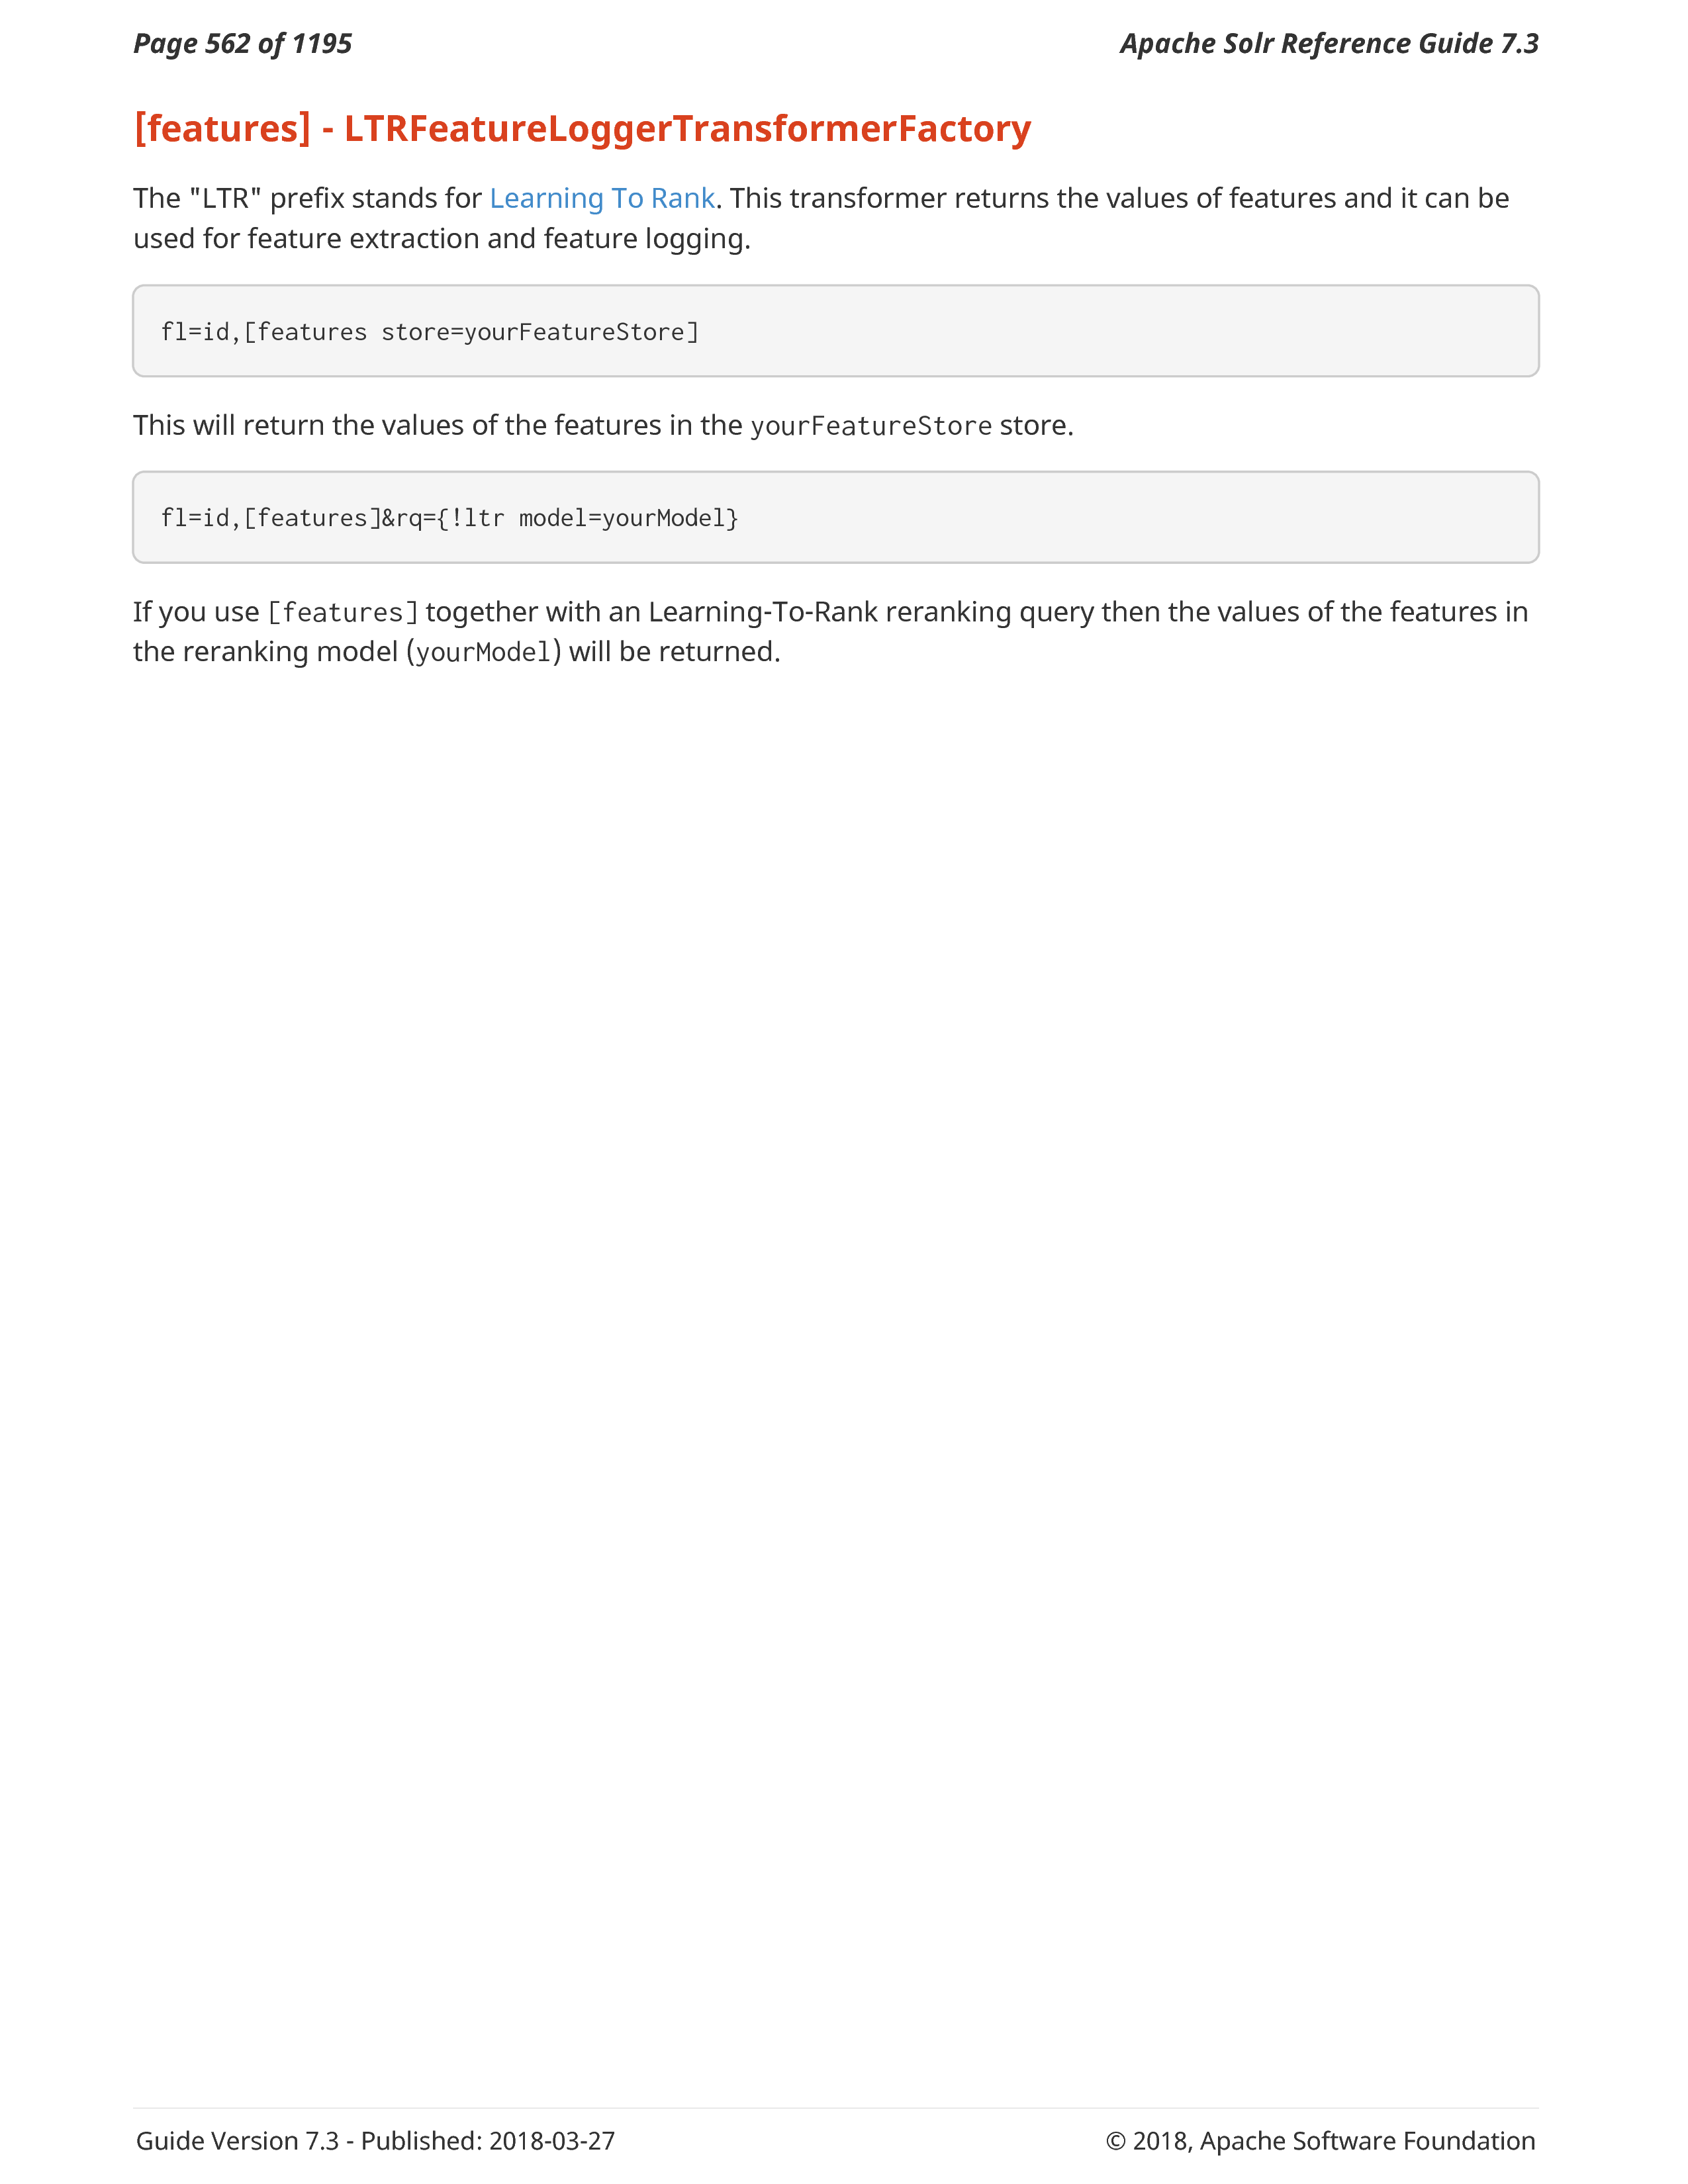 Page 562 of 1195
Apache Solr Reference Guide 7.3
[features] - LTRFeatureLoggerTransformerFactory
The "LTR" prefix stands for Learning To Rank. This transformer returns the values of features and it can be
used for feature extraction and feature logging.
fl=id,[features store=yourFeatureStore]
This will return the values of the features in the yourFeatureStore store.
fl=id,[features]&rq={!ltr model=yourModel}
If you use [features] together with an Learning-To-Rank reranking query then the values of the features in
the reranking model (yourModel) will be returned.
Guide Version 7.3 - Published: 2018-03-27
© 2018, Apache Software Foundation